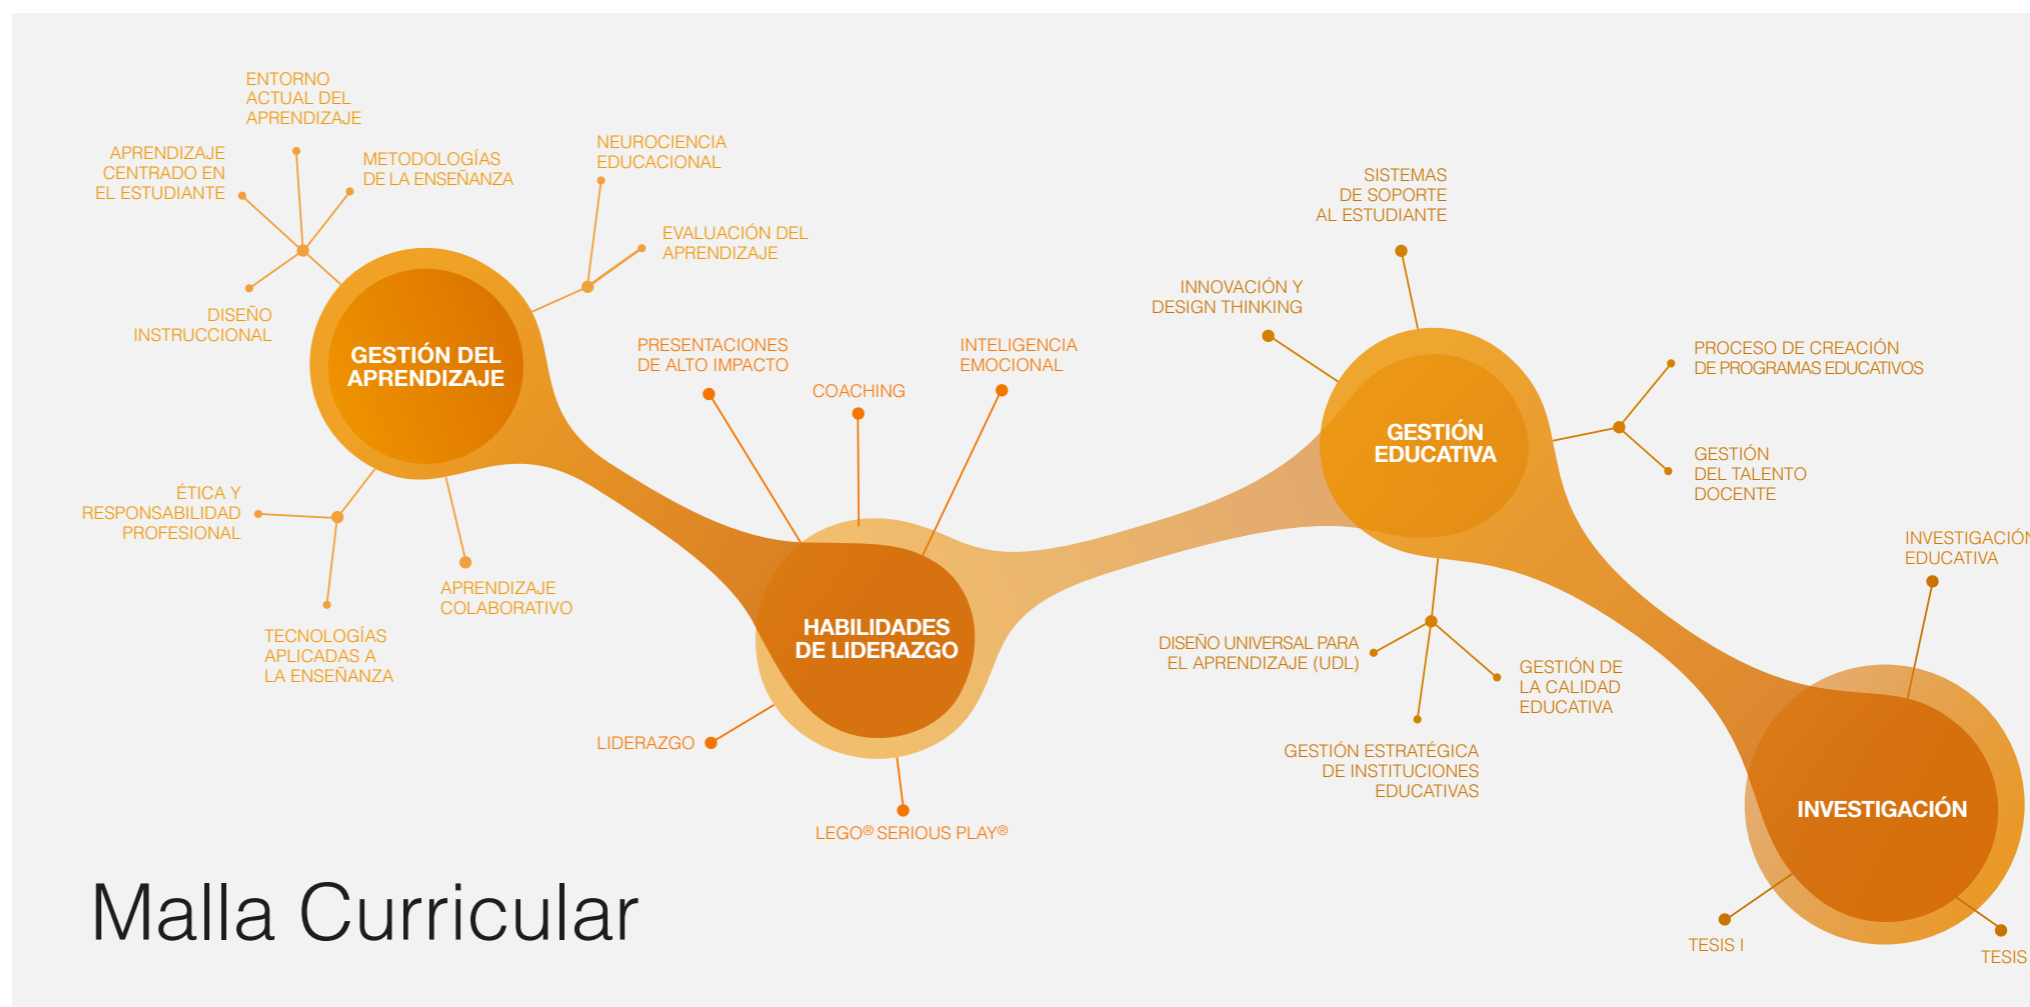 ENTORNO
ACTUAL DEL
APRENDIZAJE
APRENDIZAJE
CENTRADO EN
EL ESTUDIANTE
METODOLOGÍAS
DE LA ENSEÑANZA
NEUROCIENCIA
EDUCACIONAL
EVALUACIÓN DEL
APRENDIZAJE
DISEÑO
INSTRUCCIONAL
GESTIÓN DEL
APRENDIZAJE
ÉTICA Y
RESPONSABILIDAD
PROFESIONAL
TECNOLOGÍAS
APLICADAS A
LA ENSEÑANZA
APRENDIZAJE
COLABORATIVO
PRESENTACIONES
DE ALTO IMPACTO
COACHING
INTELIGENCIA
EMOCIONAL
HABILIDADES
DE LIDERAZGO
LIDERAZGO
LEGO® SERIOUS PLAY®
SISTEMAS
DE SOPORTE
AL ESTUDIANTE
INNOVACIÓN Y
DESIGN THINKING
PROCESO DE CREACIÓN
DE PROGRAMAS EDUCATIVOS
GESTIÓN
EDUCATIVA
GESTIÓN
DEL TALENTO
DOCENTE
DISEÑO UNIVERSAL PARA
EL APRENDIZAJE (UDL)
GESTIÓN DE
LA CALIDAD
EDUCATIVA
GESTIÓN ESTRATÉGICA
DE INSTITUCIONES
EDUCATIVAS
INVESTIGACIÓN
EDUCATIVA
INVESTIGACIÓN
TESIS I
TESIS
Malla Curricular